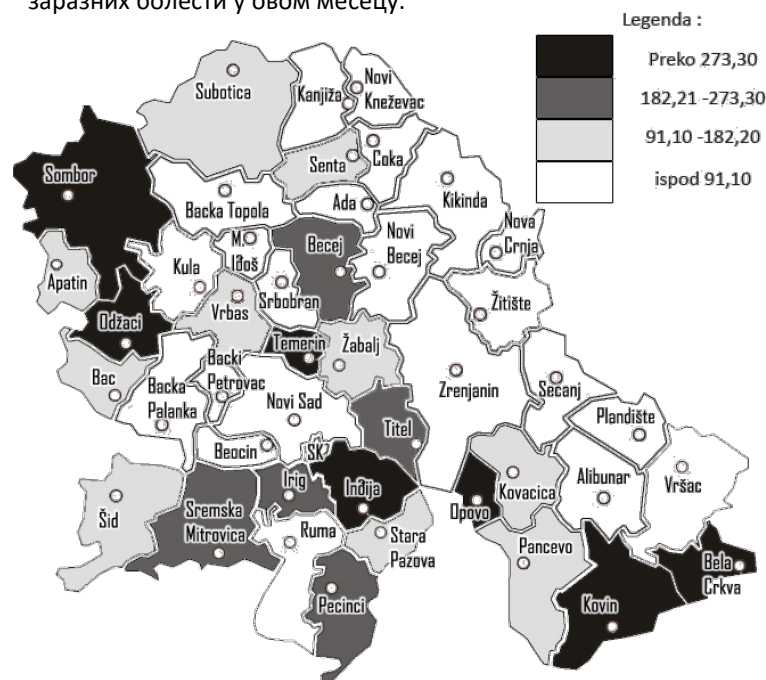 заразних болести у овом месецу.
Legenda :
Preko 273,30
182,21 -273,30
91,10 -182,20
ispod 91,10
Subotica
Kanjiža
Novi
Kneževac
Senta
Coka
Sombor
Backa Topola
Ada
Kikinda
Apatin
Kula
M.
Iđoš
Becej
Novi
Becej
Nova
Crnja
Srbobran
Vrbas
Žitište
Odžaci
Temerin
Žabalj
Bac
Backa
Palanka
Backi
Petrovac
Novi Sad
Zrenjanin
Secanj
Titel
Plandište
Beocin
SK
Šid
Sremska
Mitrovica
Irig
Inđija
Opovo
Kovacica
Alibunar
Vršac
Ruma
Stara
Pazova
Pancevo
Pecinci
Kovin
Bela
Crkva